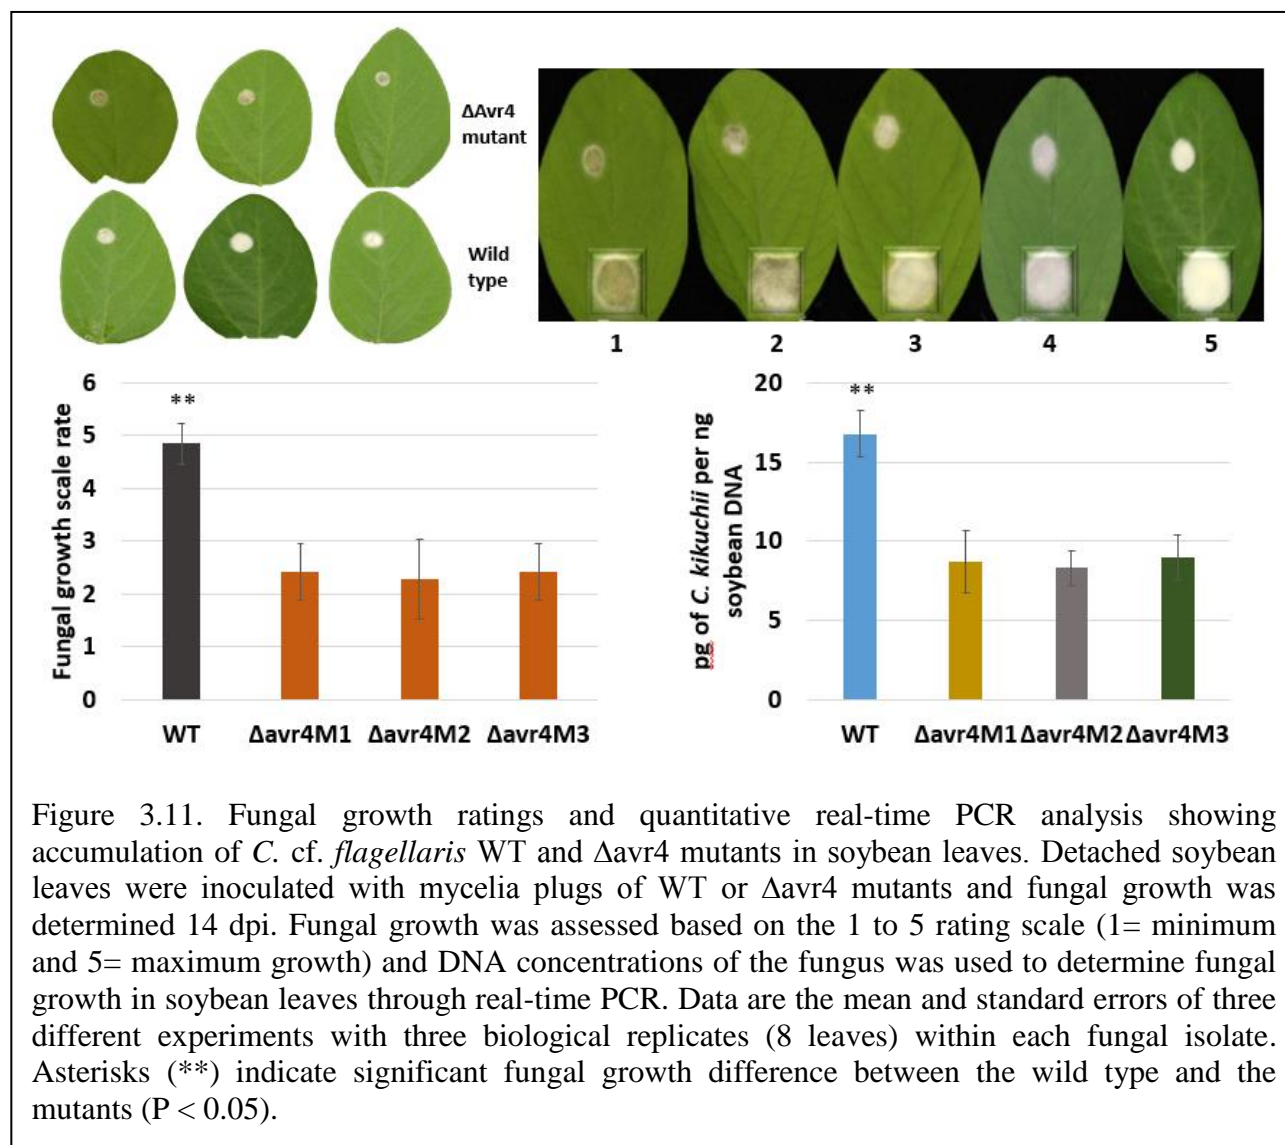 ΔAvr4
mutant
Wild
type
1 2 3 4 5
Fungal growth scale rate
6
5
4
3
2
1
0
**
WT Δavr4M1 Δavr4M2 Δavr4M3
pg of C. kikuchii per ng
soybean DNA
20
15
10
5
0
**
WT Δavr4M1 Δavr4M2 Δavr4M3
Figure 3.11. Fungal growth ratings and quantitative real-time PCR analysis showing
accumulation of C. cf. flagellaris WT and Δavr4 mutants in soybean leaves. Detached soybean
leaves were inoculated with mycelia plugs of WT or Δavr4 mutants and fungal growth was
determined 14 dpi. Fungal growth was assessed based on the 1 to 5 rating scale (1= minimum
and 5= maximum growth) and DNA concentrations of the fungus was used to determine fungal
growth in soybean leaves through real-time PCR. Data are the mean and standard errors of three
different experiments with three biological replicates (8 leaves) within each fungal isolate.
Asterisks (**) indicate significant fungal growth difference between the wild type and the
mutants (P < 0.05).